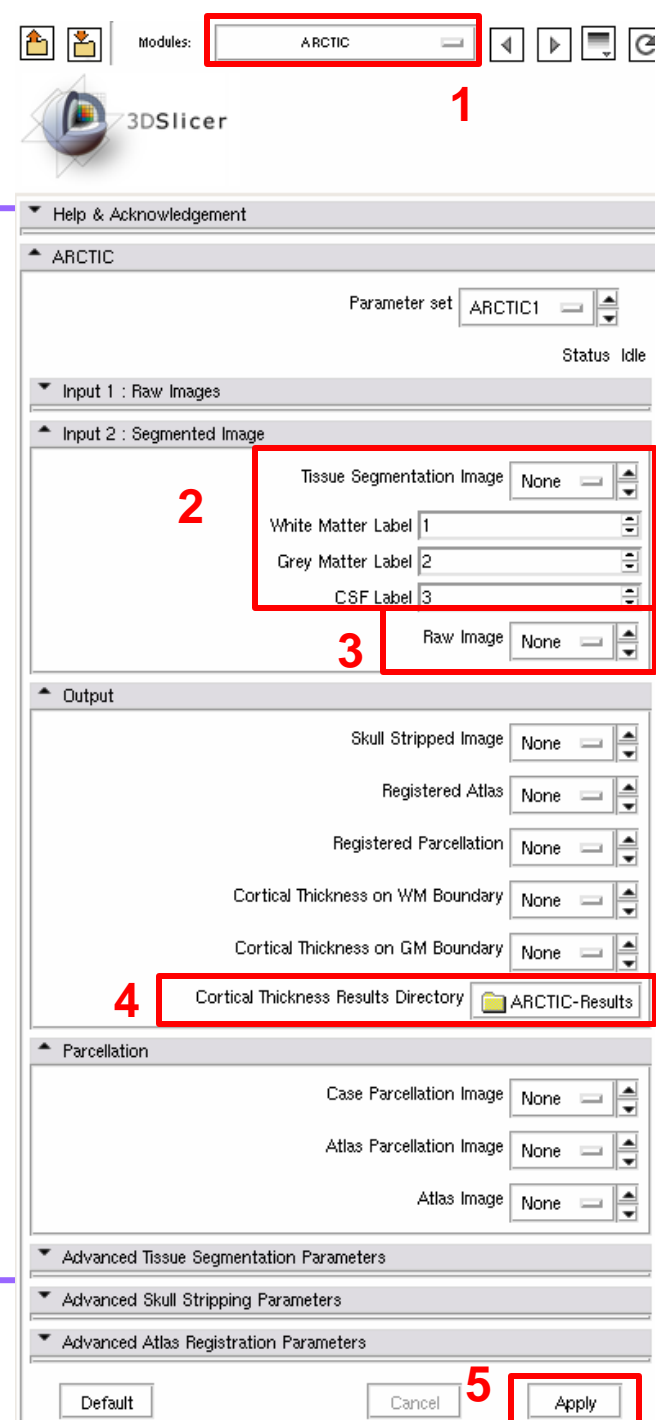 Modules: ARCTIC
1
3DSlicer
Help & Acknowledgement
ARCTIC
Parameter set ARCTIC1
Status Idle
Input 1 : Raw Images
Input 2 : Segmented Image
2
Tissue Segmentation Image None
White Matter Label 1
Grey Matter Label 2
CSF Label 3
3
Raw Image None
Output
Skull Stripped Image None
Registered Atlas None
Registered Parcellation None
Cortical Thickness on WM Boundary None
Cortical Thickness on GM Boundary None
4
Cortical Thickness Results Directory ARCTIC-Results
Parcellation
Case Parcellation Image None
Atlas Parcellation Image None
Atlas Image None
Advanced Tissue Segmentation Parameters
Advanced Skull Stripping Parameters
Advanced Atlas Registration Parameters
Default Cancel 5 Apply